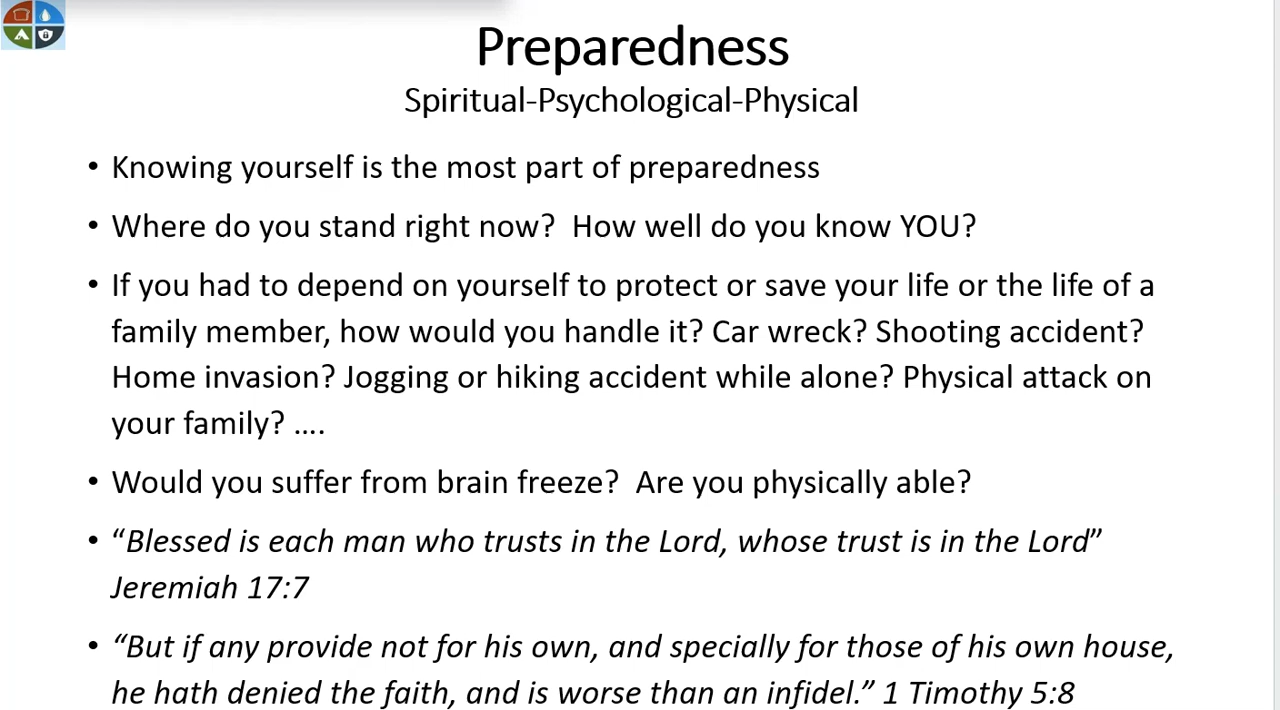 Preparedness
Spiritual-Psychological-Physical
• Knowing yourself is the most part of preparedness
• Where do you stand right now?  How well do you know YOU?
• If you had to depend on yourself to protect or save your life or the life of a
family member, how would you handle it? Car wreck? Shooting accident?
Home invasion? Jogging or hiking accident while alone? Physical attack on
your family? ....
• Would you suffer from brain freeze?  Are you physically able?
• “Blessed is each man who trusts in the Lord, whose trust is in the Lord”
Jeremiah 17:7
• “But if any provide not for his own, and specially for those of his own house,
he hath denied the faith, and is worse than an infidel.” 1 Timothy 5:8